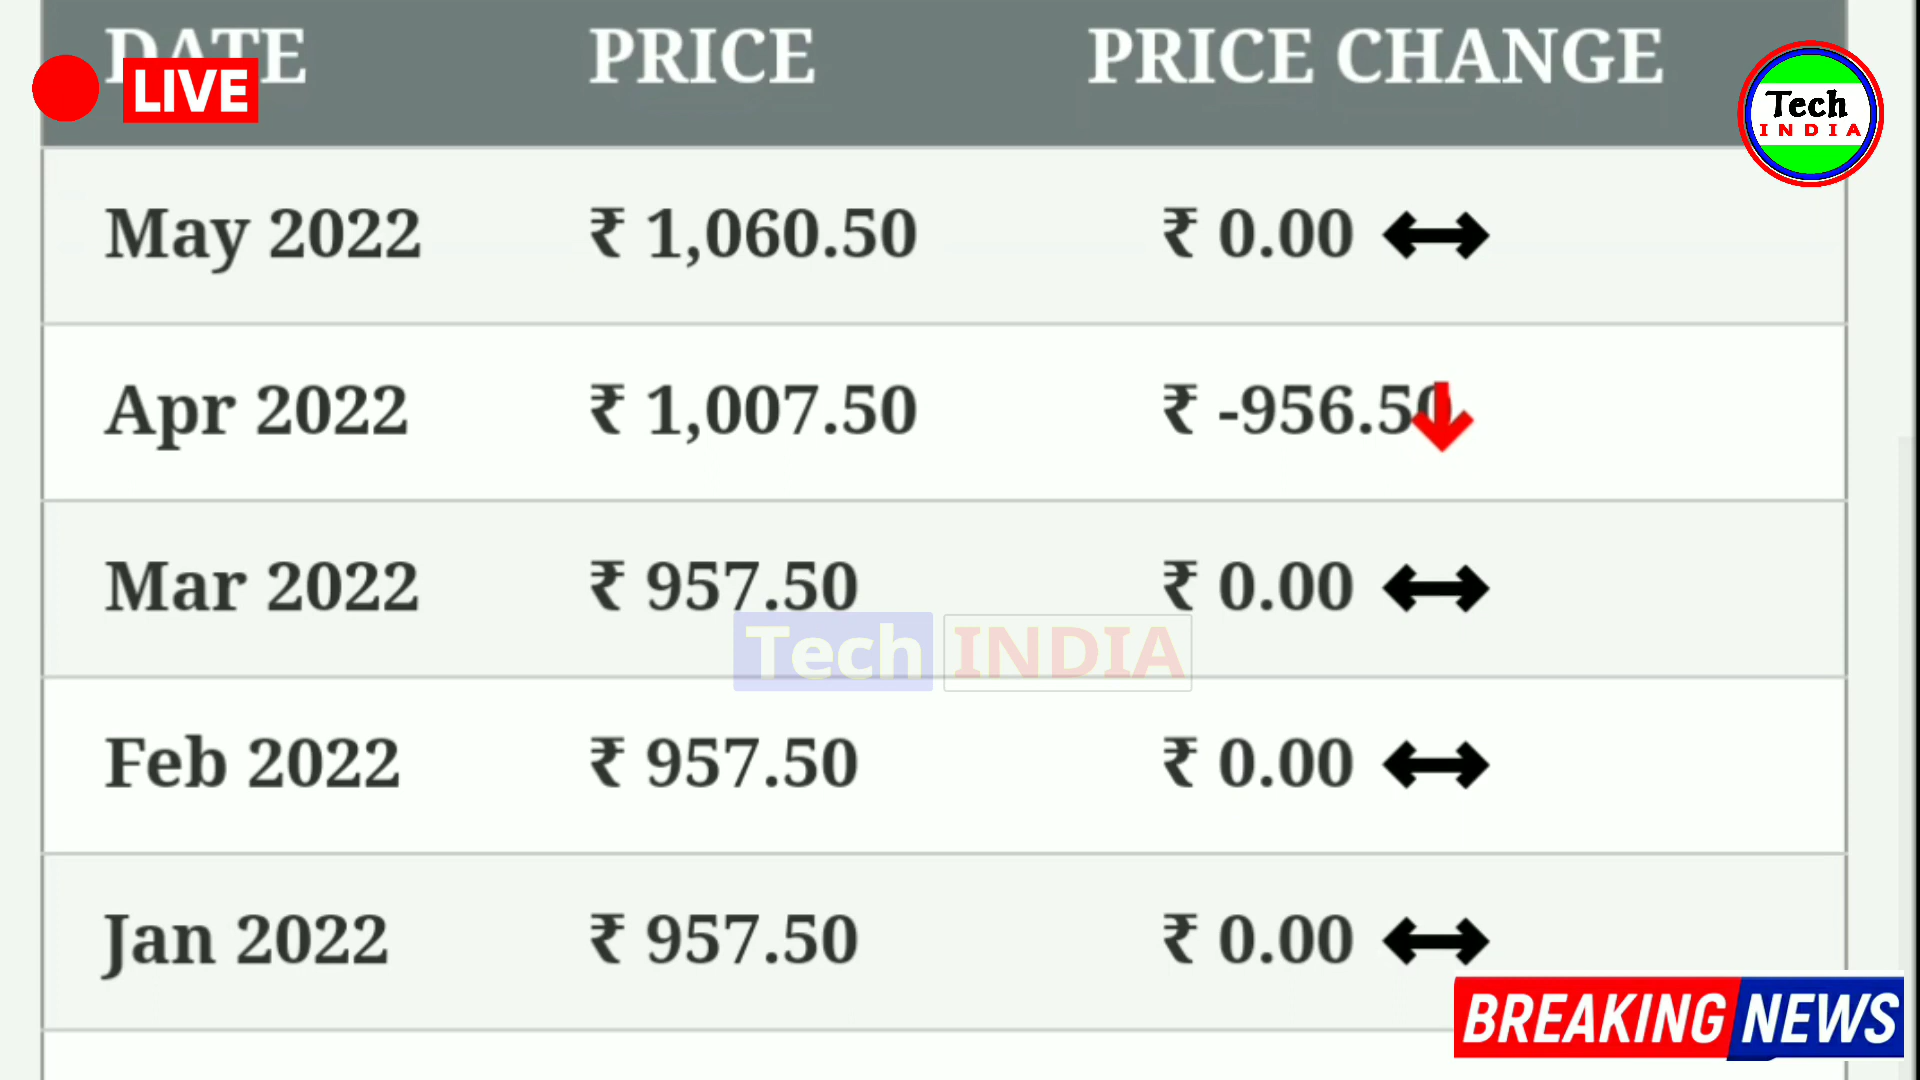 DATE PRICE PRICE CHANGE
LIVE
Tech
INDIA
May 2022 ₹ 1,060.50 ₹ 0.00
Apr 2022 ₹ 1,007.50 ₹ -956.50
Mar 2022 ₹ 957.50 ₹ 0.00
Tech INDIA
Feb 2022 ₹ 957.50 ₹ 0.00
Jan 2022 ₹ 957.50 ₹ 0.00
BREAKING NEWS